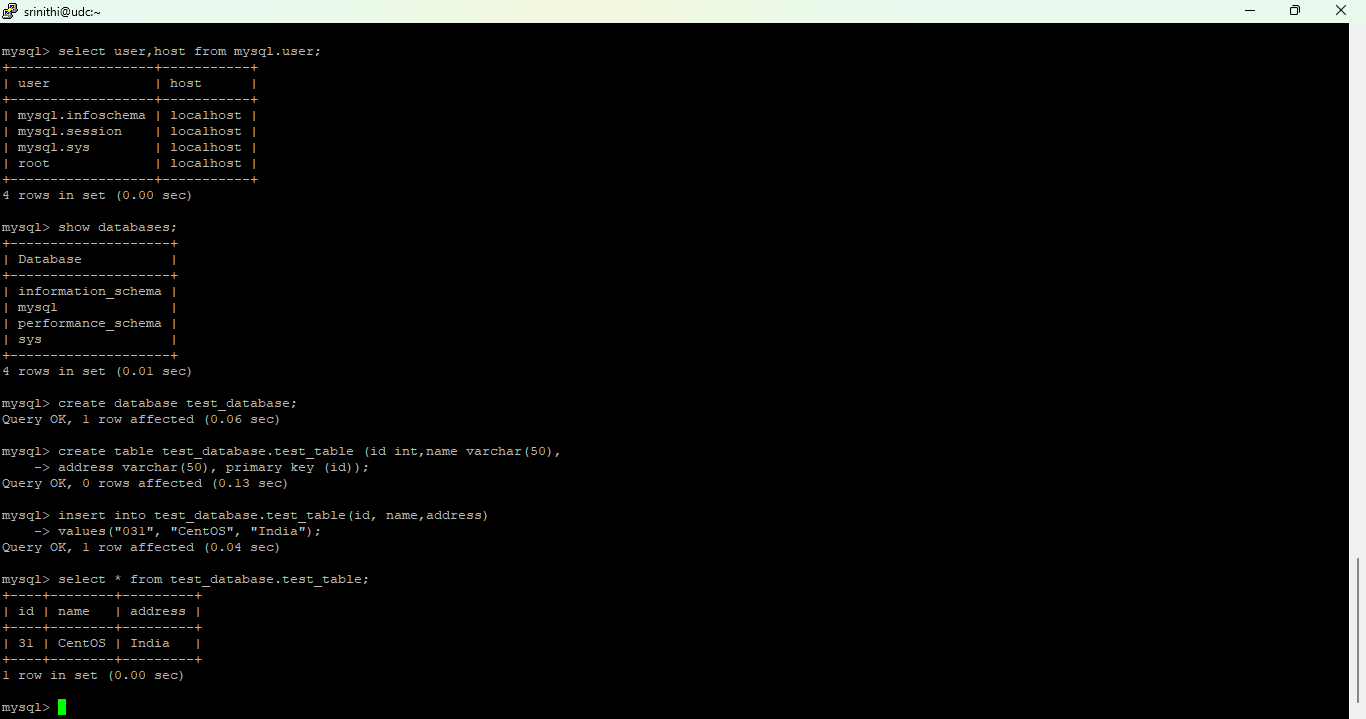 srinithi@udc:~
mysql> select user,host from mysql.user;
+------------------+-----------+
| user             | host      |
+------------------+-----------+
| mysql.infoschema | localhost |
| mysql.session    | localhost |
| mysql.sys        | localhost |
| root             | localhost |
+------------------+-----------+
4 rows in set (0.00 sec)
mysql> show databases;
+--------------------+
| Database           |
+--------------------+
| information_schema |
| mysql              |
| performance_schema |
| sys                |
+--------------------+
4 rows in set (0.01 sec)
mysql> create database test_database;
Query OK, 1 row affected (0.06 sec)
mysql> create table test_database.test_table (id int,name varchar(50),
    -> address varchar(50), primary key (id));
Query OK, 0 rows affected (0.13 sec)
mysql> insert into test_database.test_table(id, name,address)
    -> values("031", "CentOS", "India");
Query OK, 1 row affected (0.04 sec)
mysql> select * from test_database.test_table;
+----+--------+---------+
| id | name   | address |
+----+--------+---------+
| 31 | CentOS | India   |
+----+--------+---------+
1 row in set (0.00 sec)
mysql>